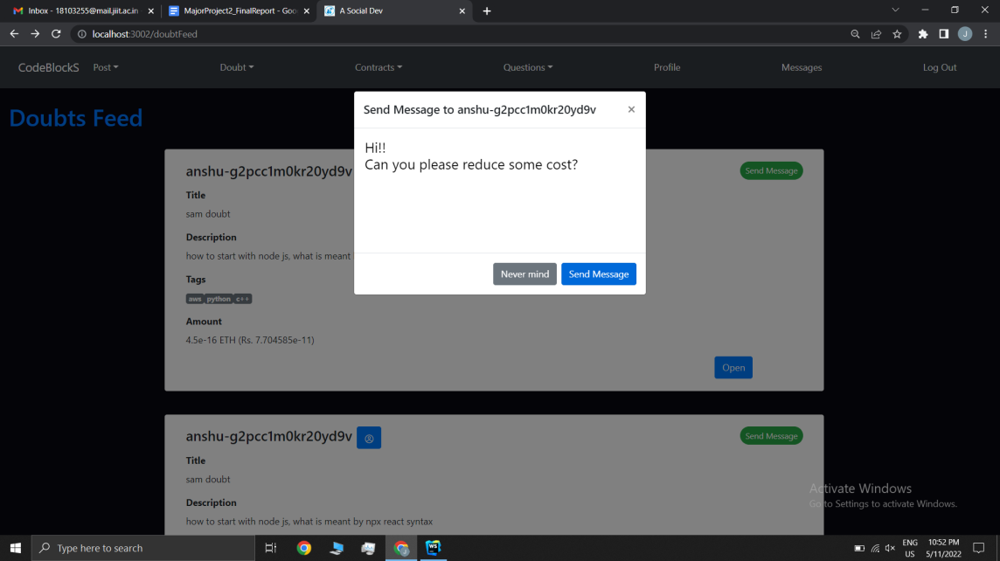 Inbox - 18103255@mail.jiit.ac.in
MajorProject2_FinalReport - Goo
A Social Dev
localhost:3002/doubtFeed
J
CodeBlockS Post Doubt Contracts Questions Profile Messages Log Out
Doubts Feed
Send Message to anshu-g2pcc1m0kr20yd9v ×
Hi!!
Can you please reduce some cost?
Never mind Send Message
anshu-g2pcc1m0kr20yd9v Send Message
Title
sam doubt
Description
how to start with node js, what is meant
Tags
aws python c++
Amount
4.5e-16 ETH (Rs. 7.704585e-11)
Open
anshu-g2pcc1m0kr20yd9v Send Message
Title
sam doubt
Description
how to start with node js, what is meant by npx react syntax
Activate Windows
Go to Settings to activate Windows.
Type here to search
WS
ENG
US
10:52 PM
5/11/2022